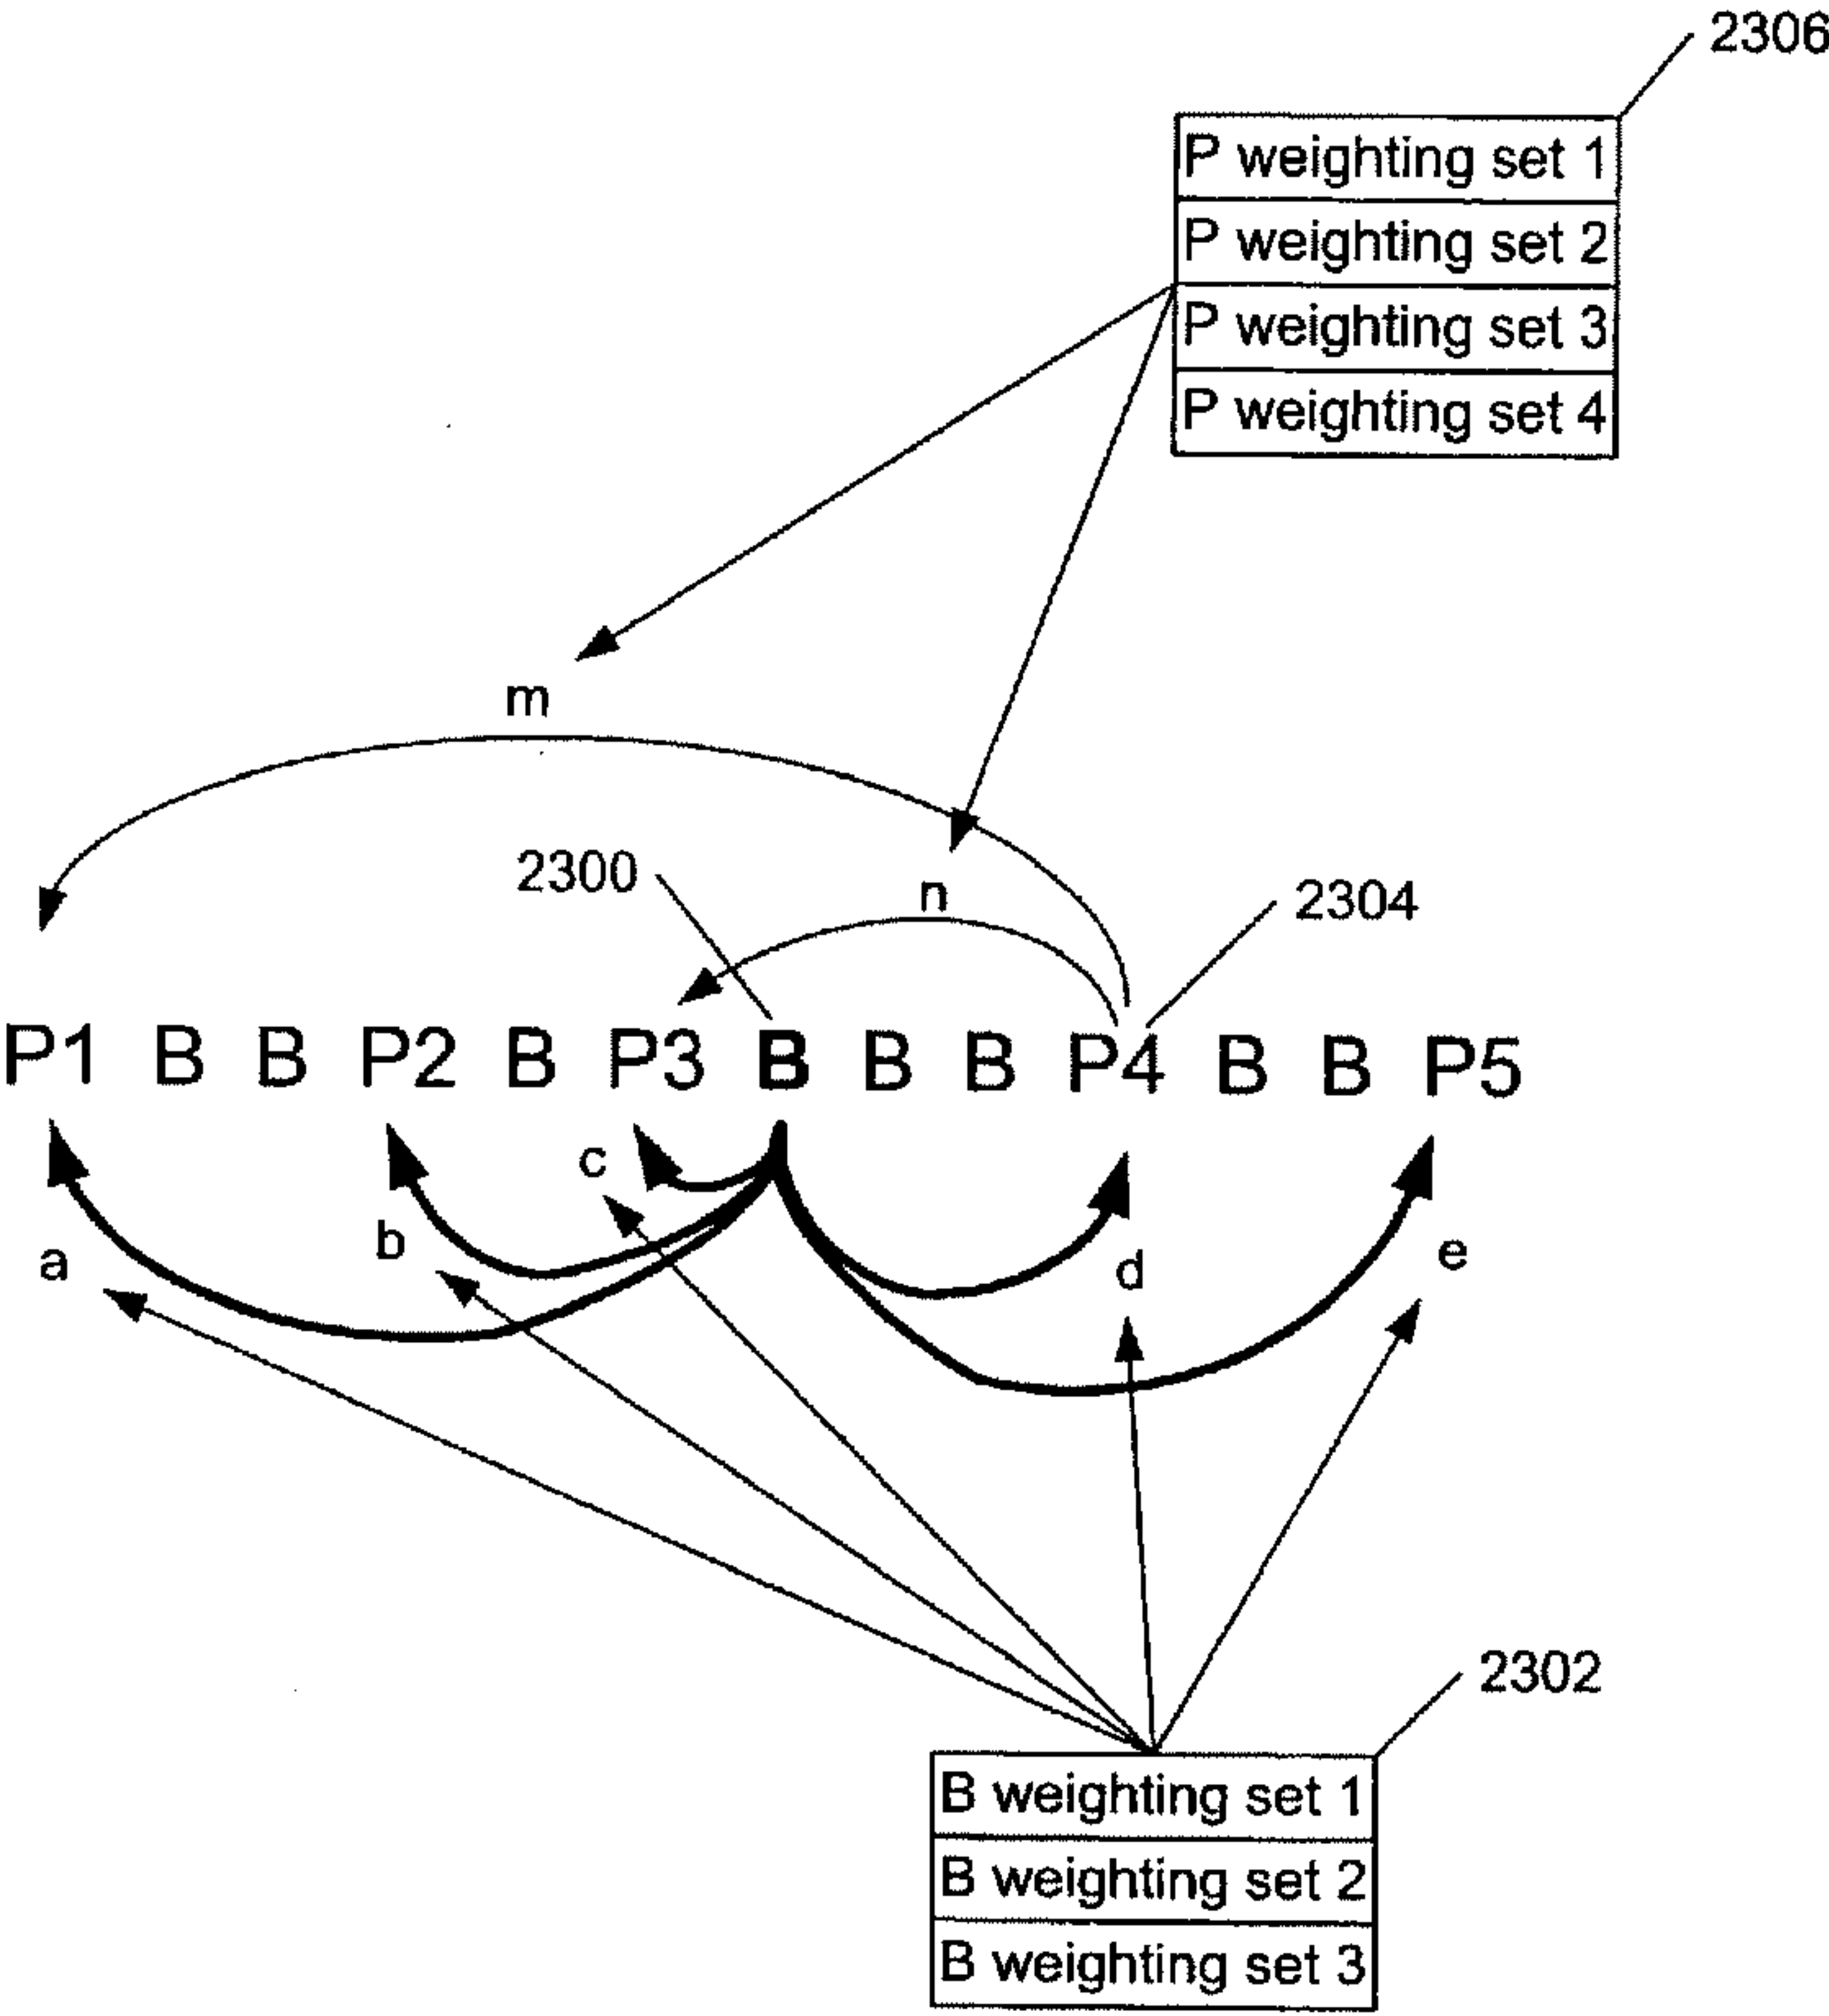 2306
P weighting set 1
P weighting set 2
P weighting set 3
P weighting set 4
m
2300
n
2304
P1 B B P2 B P3 B B B P4 B B P5
c
b
a
d
e
2302
B weighting set 1
B weighting set 2
B weighting set 3